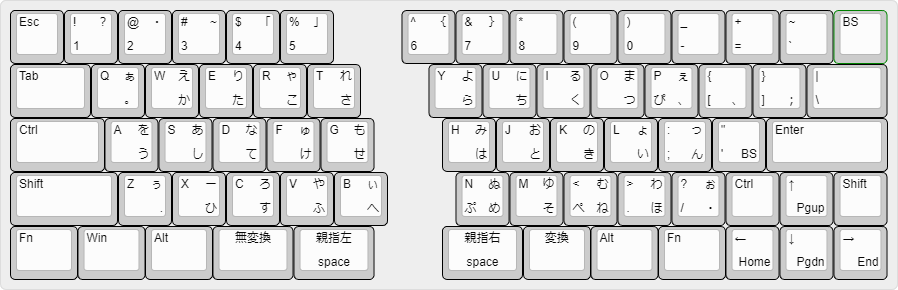 Esc ! ? @ ・ # ~ $ 「 % 」 ^ { & } * ( ) _ + ~ BS
1 2 3 4 5 6 7 8 9 0 - = `
Tab Q ぁ W え E り R ゃ T れ Y よ U に I る O ま P ぇ { } |
。 か た こ さ ら ち く つ ぴ 、 [ 、 ] ; \
Ctrl A を S あ D な F ゅ G も H み J お K の L ょ : っ " Enter
う し て け せ は と き い ; ん ' BS
Shift Z ぅ X ー C ろ V や B ぃ N ぬ M ゆ < む > わ ? ぉ Ctrl ↑ Shift
. ひ す ふ へ ぷ め そ ぺ ね . ほ / ・ Pgup
Fn Win Alt 無変換 親指左 親指右 変換 Alt Fn ← ↓ →
space space Home Pgdn End